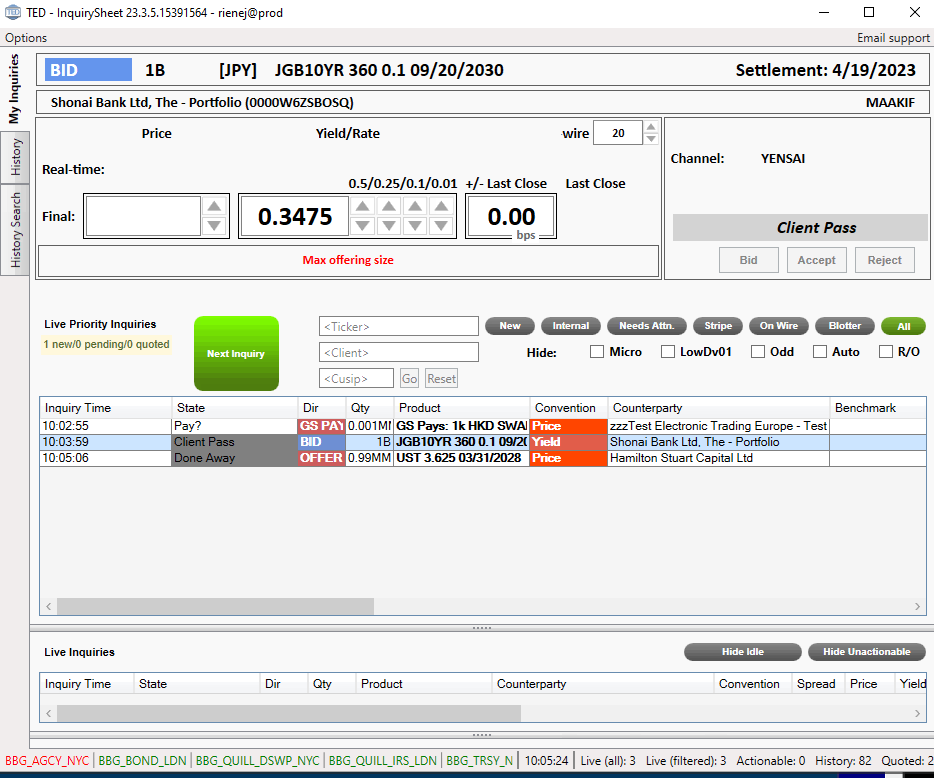 TED - InquirySheet 23.3.5.15391564 - rienej@prod
Options Email support
My Inquiries
History
History Search
BID 1B [JPY] JGB10YR 360 0.1 09/20/2030 Settlement: 4/19/2023
Shonai Bank Ltd, The - Portfolio (0000W6ZSBOSQ) MAAKIF
Price Yield/Rate wire 20
Channel: YENSAI
Real-time:
0.5/0.25/0.1/0.01 +/- Last Close Last Close
Final: 0.3475 0.00 bps
Client Pass
Bid Accept Reject
Max offering size
Live Priority Inquiries
1 new/0 pending/0 quoted
Next Inquiry
<Ticker> New Internal Needs Attn. Stripe On Wire Blotter All
<Client> Hide: Micro LowDv01 Odd Auto R/O
<Cusip> Go Reset
Inquiry Time State Dir Qty Product Convention Counterparty Benchmark
10:02:55 Pay? GS PAY 0.001MM GS Pays: 1k HKD SWA Price zzzTest Electronic Trading Europe - Test
10:03:59 Client Pass BID 1B JGB10YR 360 0.1 09/20 Yield Shonai Bank Ltd, The - Portfolio
10:05:06 Done Away OFFER 0.99MM UST 3.625 03/31/2028 Price Hamilton Stuart Capital Ltd
Live Inquiries Hide Idle Hide Unactionable
Inquiry Time State Dir Qty Product Counterparty Convention Spread Price Yield
BBG_AGCY_NYC BBG_BOND_LDN BBG_QUILL_DSWP_NYC BBG_QUILL_IRS_LDN BBG_TRSY_N 10:05:24 Live (all): 3 Live (filtered): 3 Actionable: 0 History: 82 Quoted: 2